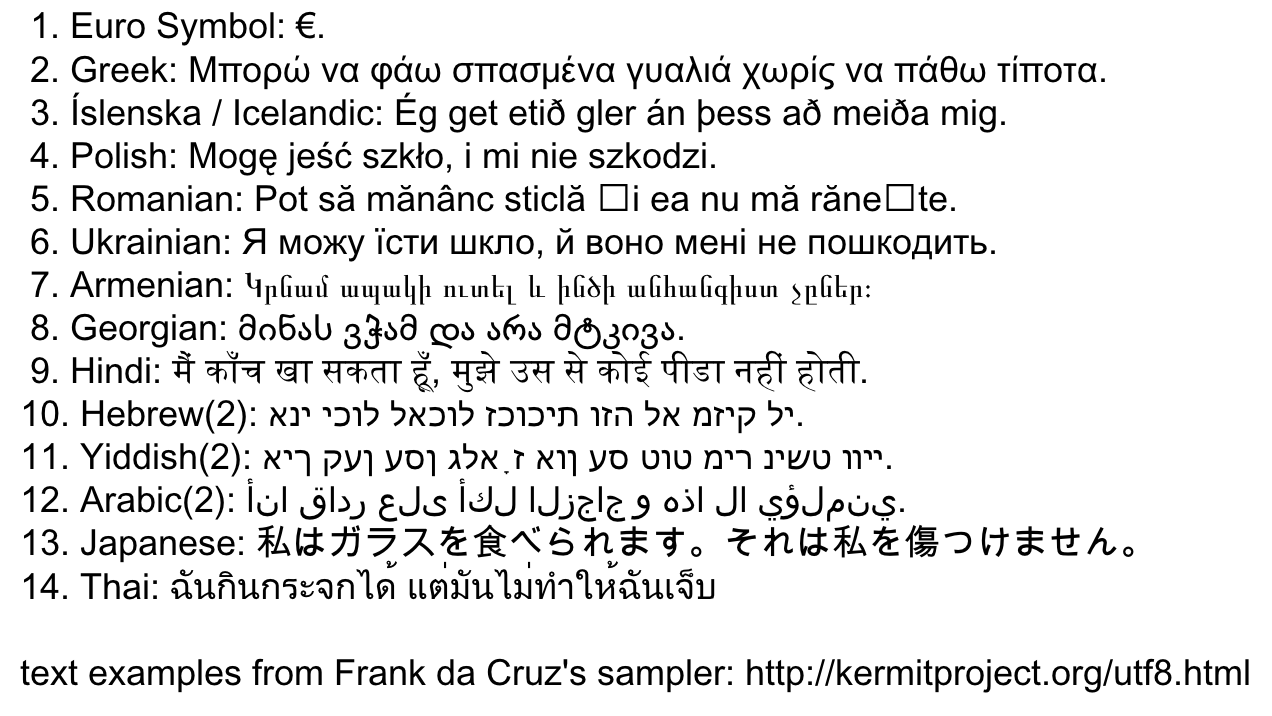 1. Euro Symbol: €.
2. Greek: Μπορώ να φάω σπασμένα γυαλιά χωρίς να πάθω τίποτα.
3. Íslenska / Icelandic: Ég get etið gler án þess að meiða mig.
4. Polish: Mogę jeść szkło, i mi nie szkodzi.
5. Romanian: Pot să mănânc sticlă □i ea nu mă răne□te.
6. Ukrainian: Я можу їсти шкло, й воно мені не пошкодить.
7. Armenian: Կրնամ ապակի ուտել և ինծի անհանգիստ չըներ։
8. Georgian: მინას ვჭამ და არა მტკივა.
9. Hindi: मैं काँच खा सकता हूँ, मुझे उस से कोई पीडा नहीं होती.
10. Hebrew(2): אני יכול לאכול זכוכית וזה לא מזיק לי.
11. Yiddish(2): איך קען עסן גלאָז און עס טוט מיר נישט וויי.
12. Arabic(2): أنا قادر على أكل الزجاج و هذا لا يؤلمني.
13. Japanese: 私はガラスを食べられます。それは私を傷つけません。
14. Thai: ฉันกินกระจกได้ แต่มันไม่ทำให้ฉันเจ็บ
text examples from Frank da Cruz's sampler: http://kermitproject.org/utf8.html